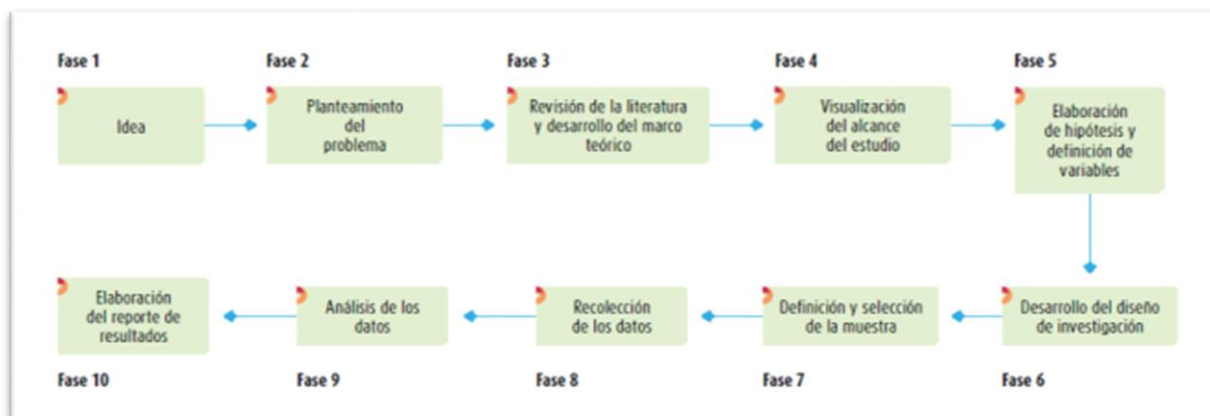 Fase 1
Idea
Fase 2
Planteamiento
del
problema
Fase 3
Revisión de la literatura
y desarrollo del marco
teórico
Fase 4
Visualización
del alcance
del estudio
Fase 5
Elaboración
de hipótesis y
definición de
variables
Desarrollo del diseño
de investigación
Fase 6
Definición y selección
de la muestra
Fase 7
Recolección
de los datos
Fase 8
Análisis de los
datos
Fase 9
Elaboración
del reporte de
resultados
Fase 10